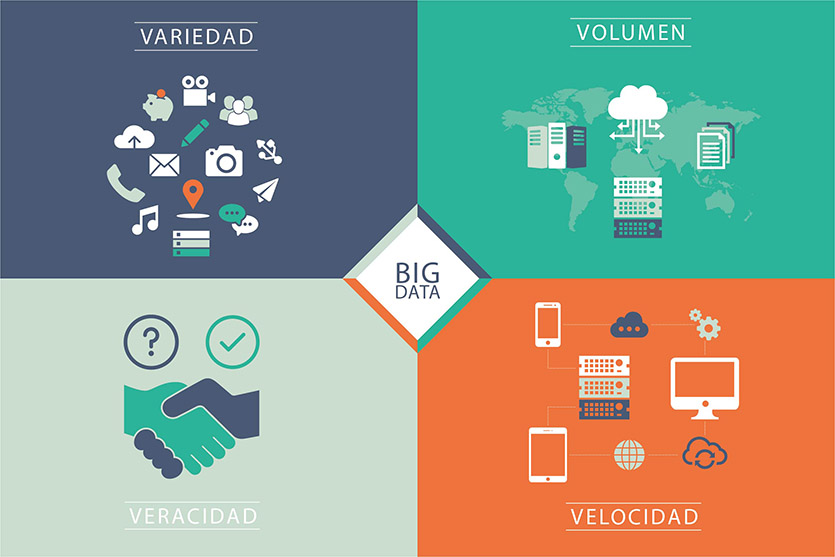 VARIEDAD
VOLUMEN
BIG
DATA
VERACIDAD
VELOCIDAD